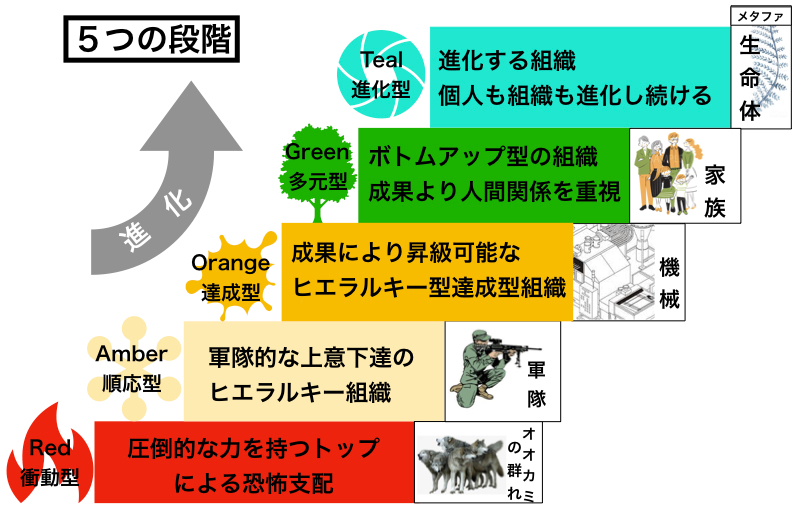 ５つの段階
進化
メタファ
Teal
進化型
進化する組織
個人も組織も進化し続ける
生命体
Green
多元型
ボトムアップ型の組織
成果より人間関係を重視
家族
Orange
達成型
成果により昇級可能な
ヒエラルキー型達成型組織
機械
Amber
順応型
軍隊的な上意下達の
ヒエラルキー組織
軍隊
Red
衝動型
圧倒的な力を持つトップ
による恐怖支配
オオカミ
の群れ